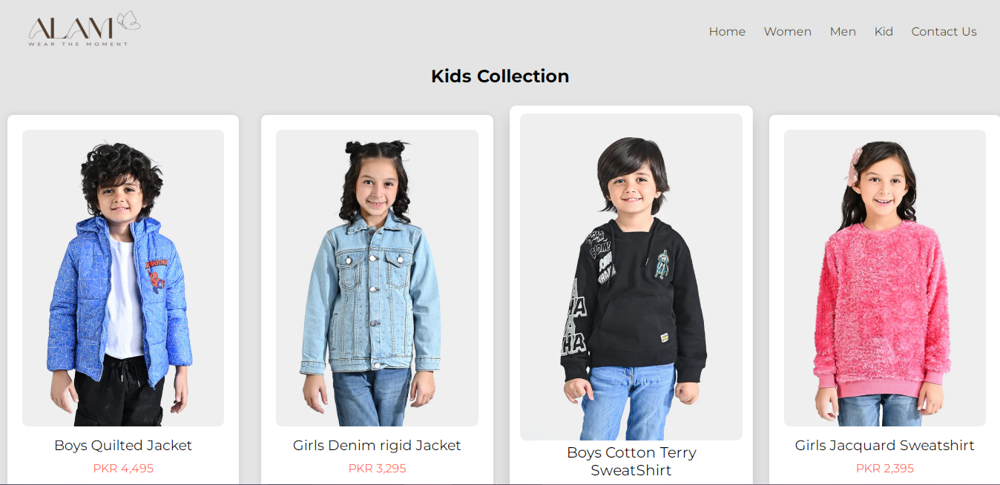 ALAM
WEAR THE MOMENT
Home Women Men Kid Contact Us
Kids Collection
Boys Quilted Jacket
PKR 4,495
Girls Denim rigid Jacket
PKR 3,295
Boys Cotton Terry
SweatShirt
Girls Jacquard Sweatshirt
PKR 2,395